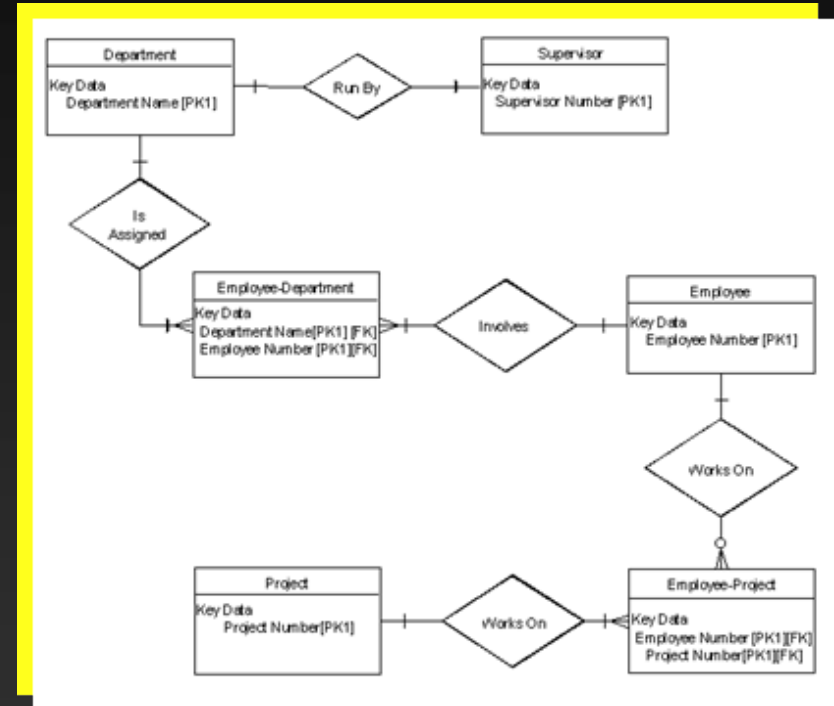 Department
Key Data
Department Name [PK1]
Run By
Supervisor
Key Data
Supervisor Number [PK1]
Is
Assigned
Employee-Department
Key Data
Department Name[PK1] [FK]
Employee Number [PK1][FK]
Involves
Employee
Key Data
Employee Number [PK1]
Works On
Project
Key Data
Project Number[PK1]
Works On
Employee-Project
Key Data
Employee Number [PK1][FK]
Project Number[PK1][FK]